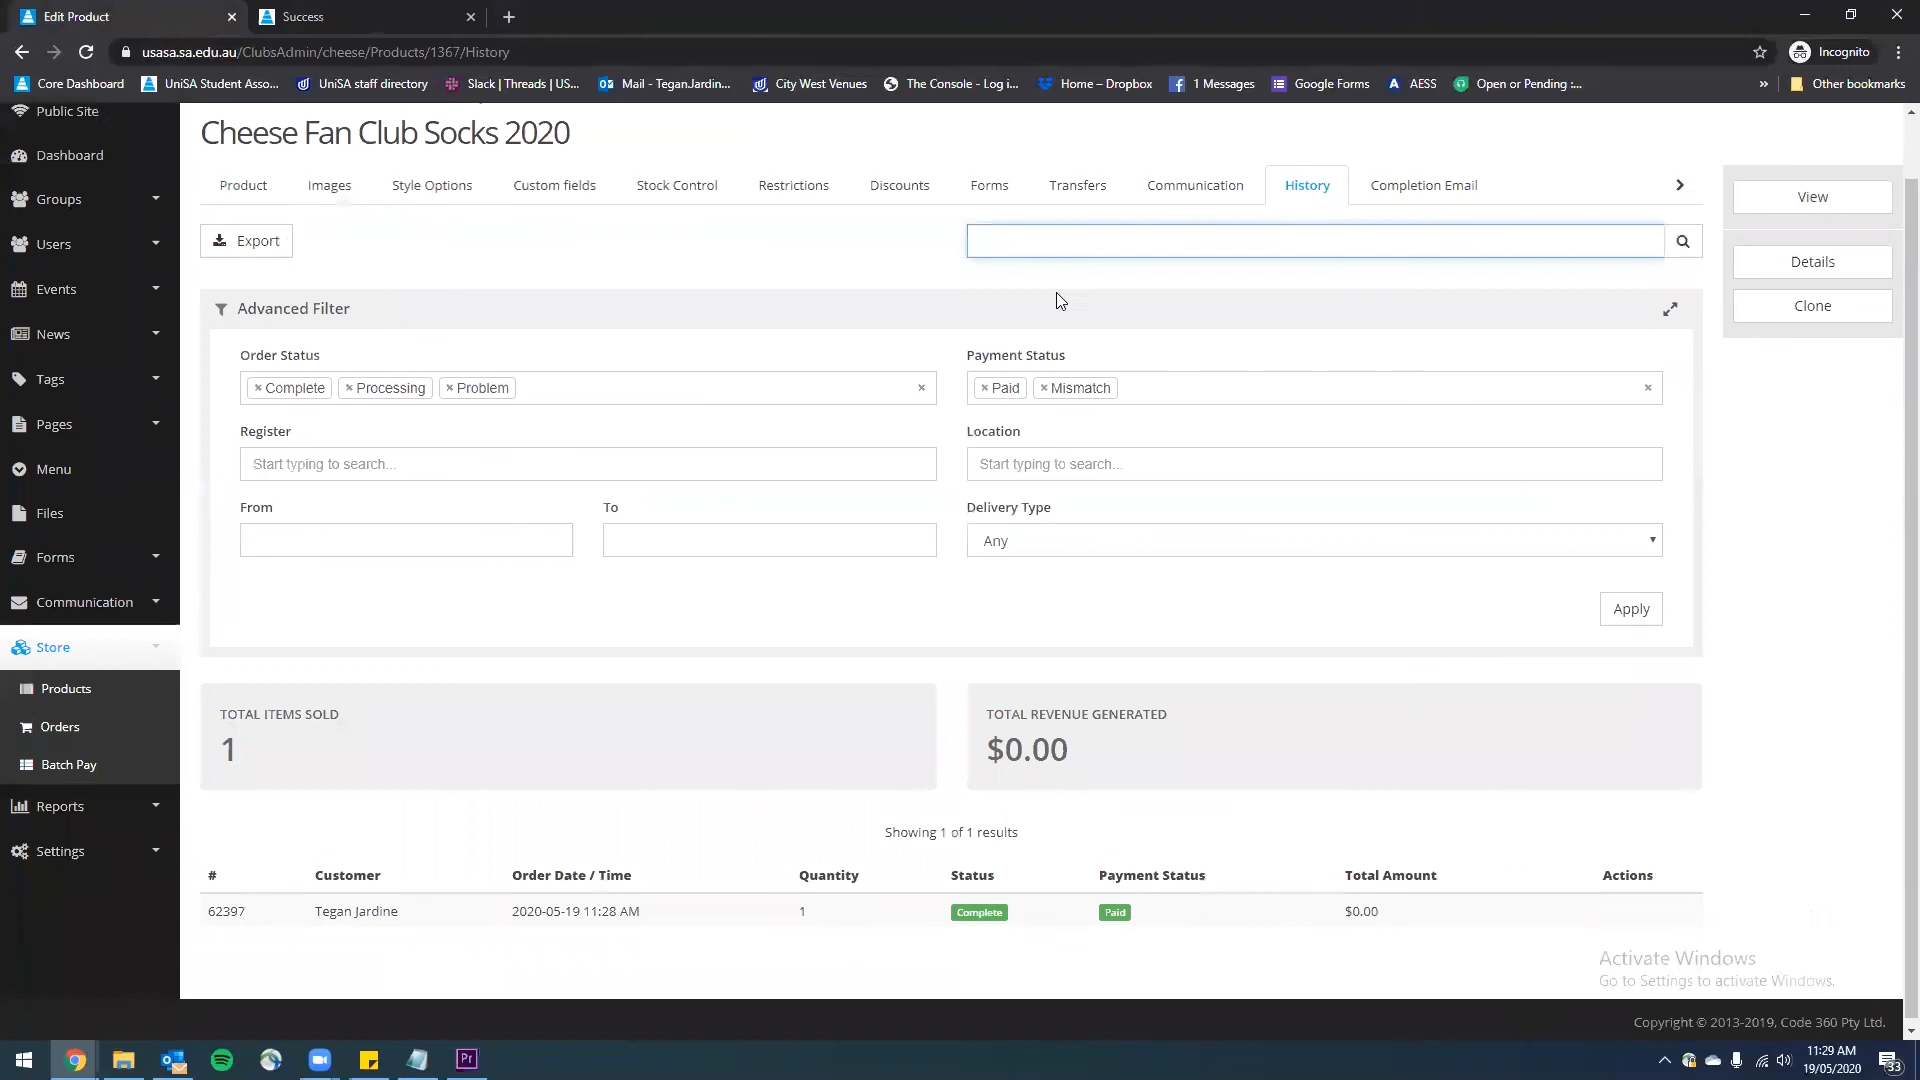 Edit Product
Success
usasa.sa.edu.au/ClubsAdmin/cheese/Products/1367/History
Incognito
Core Dashboard
UniSA Student Asso...
UniSA staff directory
Slack | Threads | US...
Mail - TeganJardin...
City West Venues
The Console - Log i...
Home – Dropbox
1 Messages
Google Forms
AESS
Open or Pending :...
»
Other bookmarks
Public Site
Dashboard
Groups
Users
Events
News
Tags
Pages
Menu
Files
Forms
Communication
Store
Products
Orders
Batch Pay
Reports
Settings
Cheese Fan Club Socks 2020
Product
Images
Style Options
Custom fields
Stock Control
Restrictions
Discounts
Forms
Transfers
Communication
History
Completion Email
View
Details
Clone
Export
Advanced Filter
Order Status
× Complete × Processing × Problem ×
Payment Status
× Paid × Mismatch ×
Register
Start typing to search...
Location
Start typing to search...
From
To
Delivery Type
Any
Apply
TOTAL ITEMS SOLD
1
TOTAL REVENUE GENERATED
$0.00
Showing 1 of 1 results
# Customer Order Date / Time Quantity Status Payment Status Total Amount Actions
62397 Tegan Jardine 2020-05-19 11:28 AM 1 Complete Paid $0.00
Activate Windows
Go to Settings to activate Windows.
Copyright © 2013-2019, Code 360 Pty Ltd.
Pr
11:29 AM
19/05/2020
33